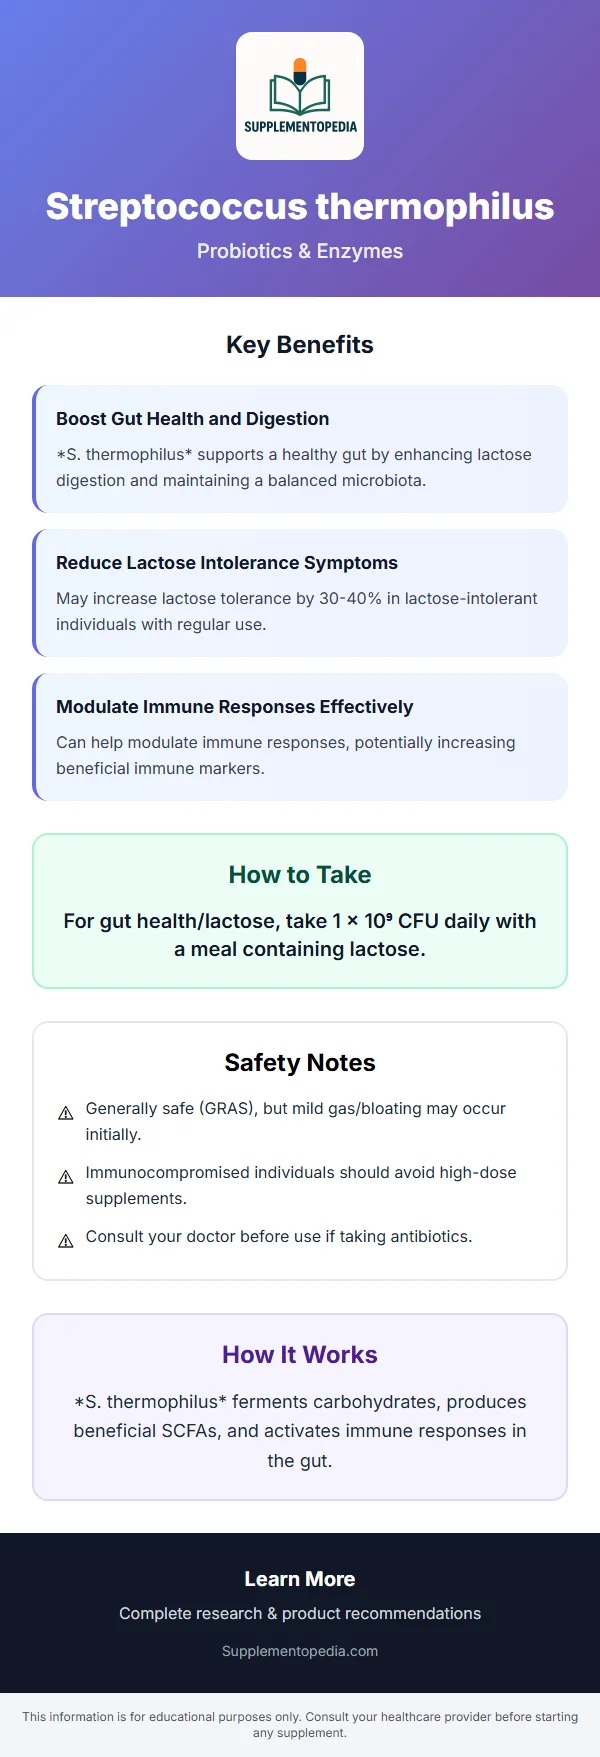 SUPPLEMENTOPEDIA
Streptococcus thermophilus
Probiotics & Enzymes
Key Benefits
Boost Gut Health and Digestion
*S. thermophilus* supports a healthy gut by enhancing lactose
digestion and maintaining a balanced microbiota.
Reduce Lactose Intolerance Symptoms
May increase lactose tolerance by 30-40% in lactose-intolerant
individuals with regular use.
Modulate Immune Responses Effectively
Can help modulate immune responses, potentially increasing
beneficial immune markers.
How to Take
For gut health/lactose, take 1 × 10⁹ CFU daily with
a meal containing lactose.
Safety Notes
⚠ Generally safe (GRAS), but mild gas/bloating may occur
initially.
⚠ Immunocompromised individuals should avoid high-dose
supplements.
⚠ Consult your doctor before use if taking antibiotics.
How It Works
*S. thermophilus* ferments carbohydrates, produces
beneficial SCFAs, and activates immune responses in
the gut.
Learn More
Complete research & product recommendations
Supplementopedia.com
This information is for educational purposes only. Consult your healthcare provider before starting
any supplement.